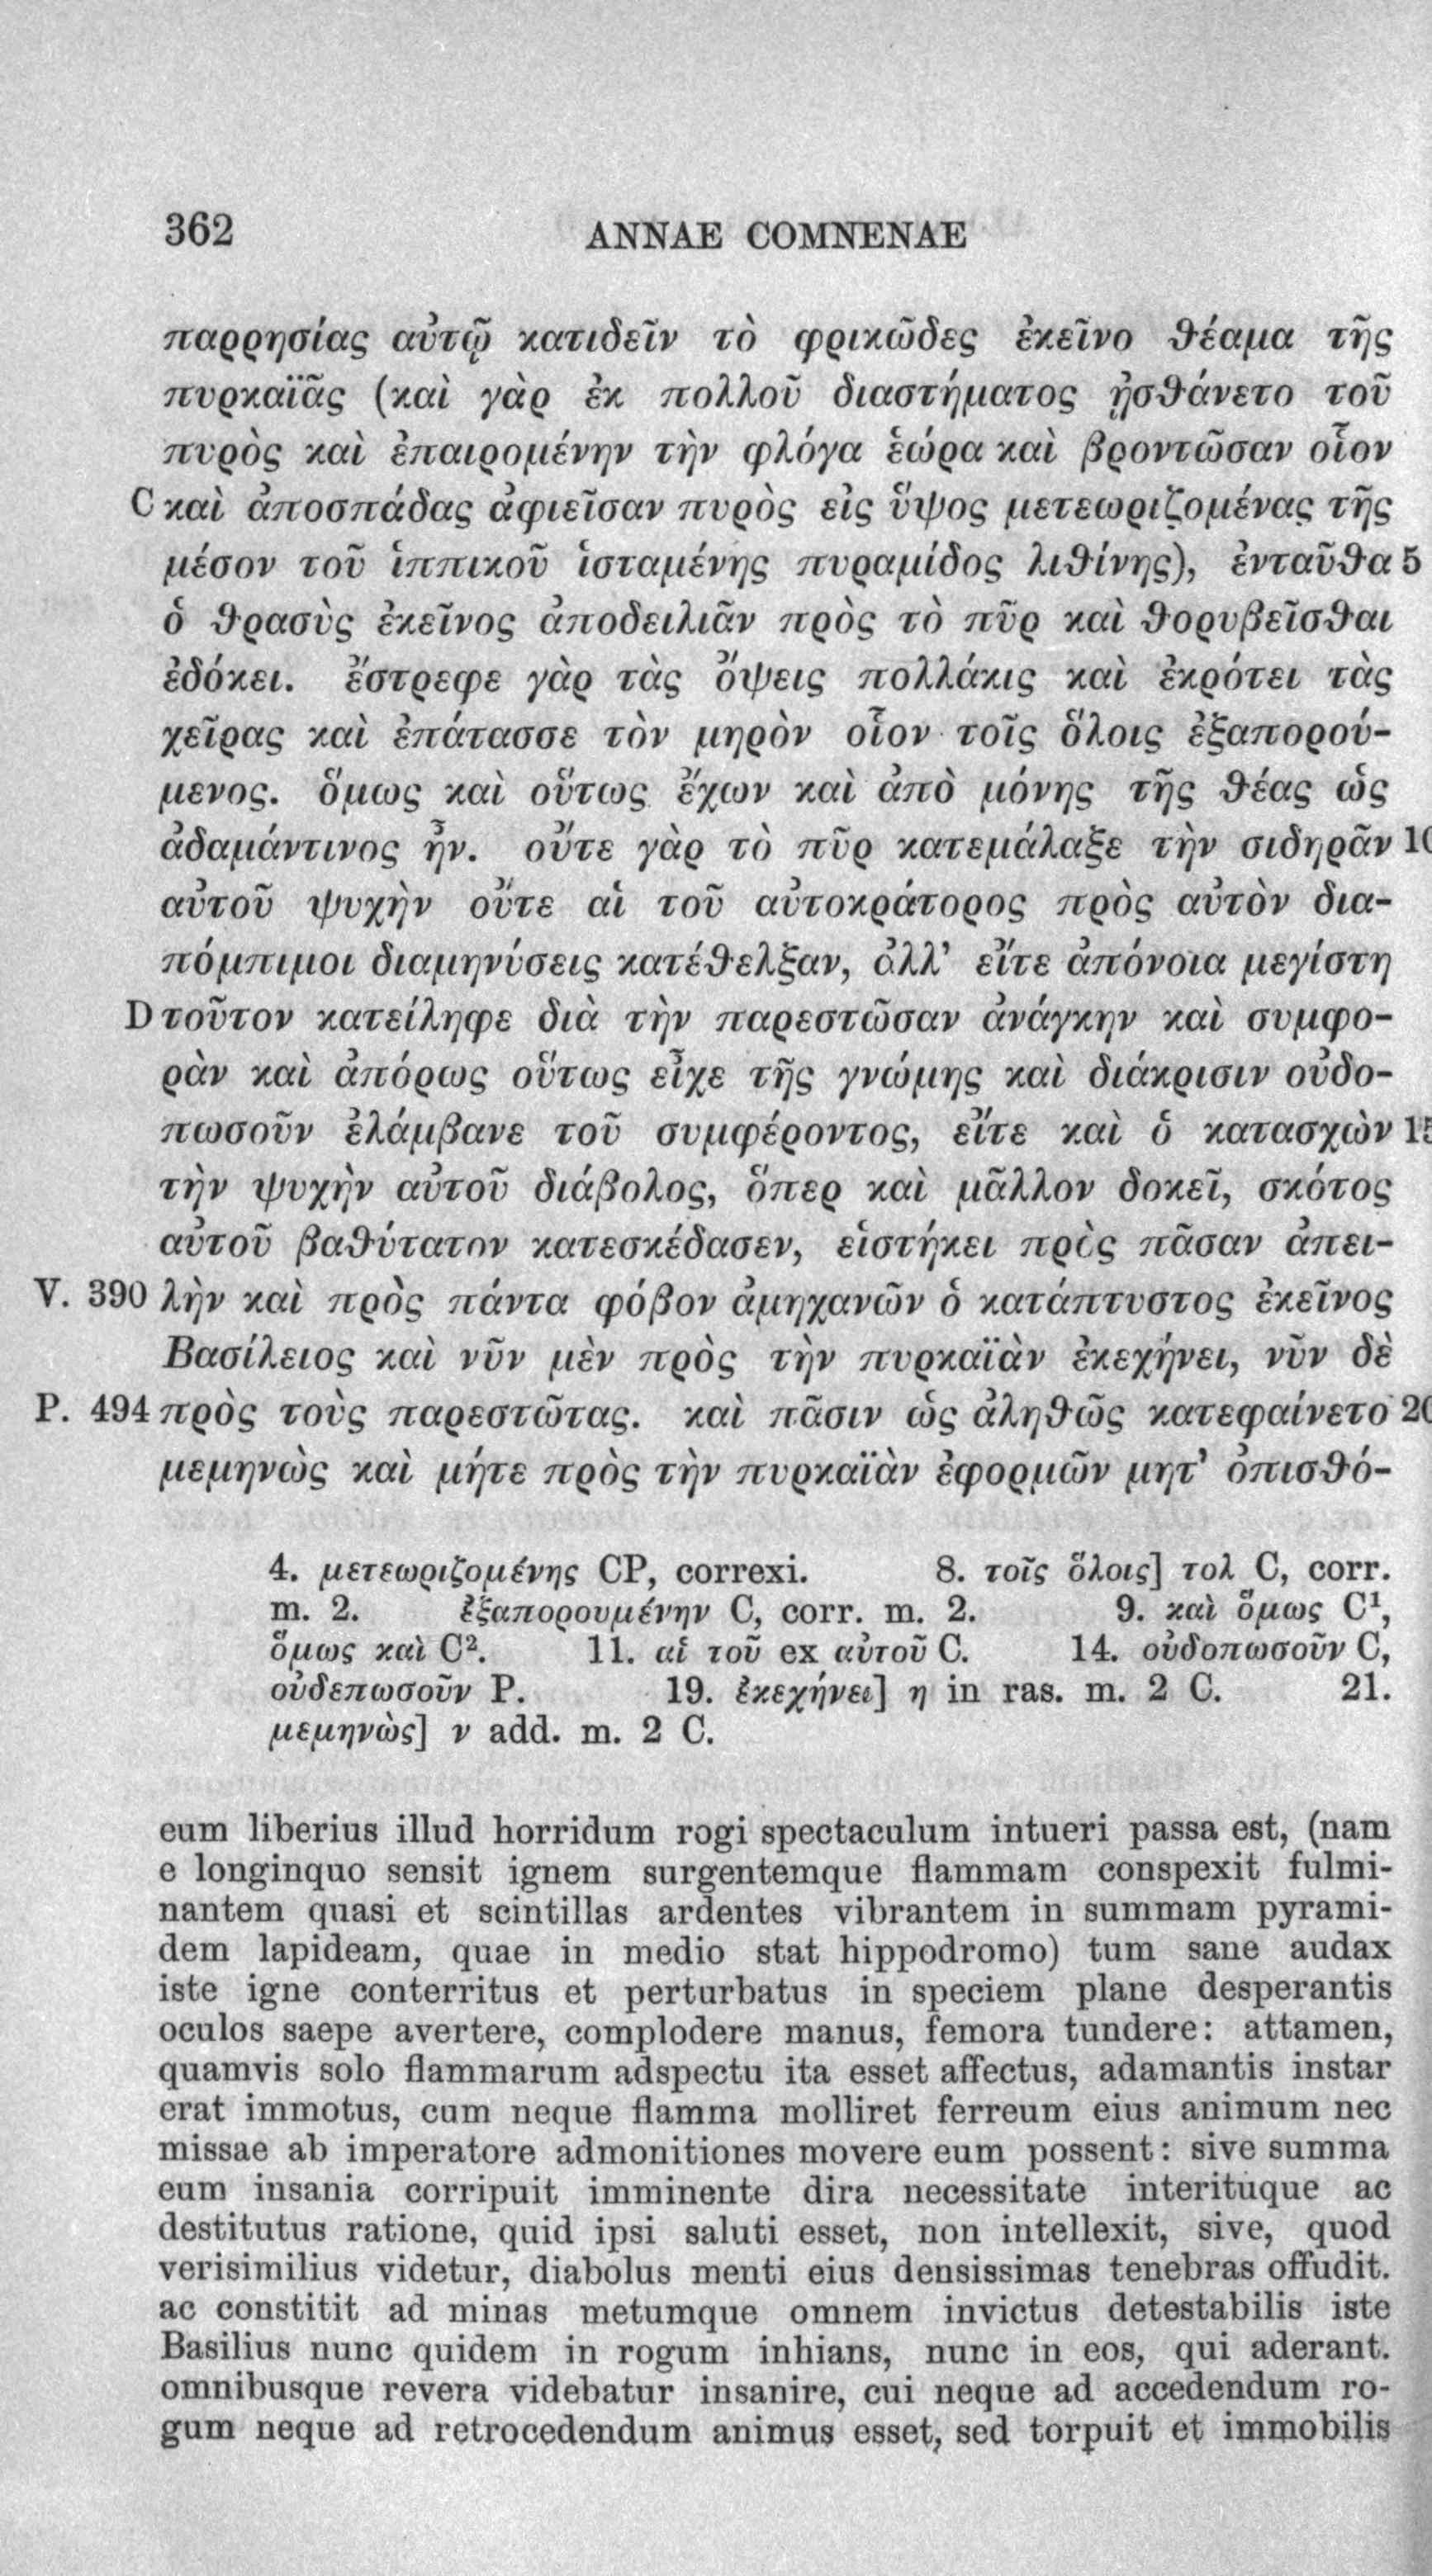 362 ANNAE COMNENAE
παρρησίας αὐτῷ κατιδεῖν τὸ φρικῶδες ἐκεῖνο θέαμα τῆς
πυρκαϊᾶς (καὶ γὰρ ἐκ πολλοῦ διαστήματος ᾐσθάνετο τοῦ
πυρὸς καὶ ἐπαιρομένην τὴν φλόγα ἑώρα καὶ βροντῶσαν οἷον
C καὶ ἀποσπάδας ἀφιεῖσαν πυρὸς εἰς ὕψος μετεωριζομένας τῆς
μέσον τοῦ ἱππικοῦ ἱσταμένης πυραμίδος λιθίνης), ἐνταῦθα 5
ὁ θρασὺς ἐκεῖνος ἀποδειλιᾶν πρὸς τὸ πῦρ καὶ θορυβεῖσθαι
ἐδόκει. ἔστρεφε γὰρ τὰς ὄψεις πολλάκις καὶ ἐκρότει τὰς
χεῖρας καὶ ἐπάτασσε τὸν μηρὸν οἷον τοῖς ὅλοις ἐξαπορού-
μενος. ὅμως καὶ οὕτως ἔχων καὶ ἀπὸ μόνης τῆς θέας ὡς
ἀδαμάντινος ἦν. οὔτε γὰρ τὸ πῦρ κατεμάλαξε τὴν σιδηρᾶν 10
αὐτοῦ ψυχὴν οὔτε αἱ τοῦ αὐτοκράτορος πρὸς αὐτὸν δια-
πόμπιμοι διαμηνύσεις κατέθελξαν, ἀλλ' εἴτε ἀπόνοια μεγίστη
D τοῦτον κατείληφε διὰ τὴν παρεστῶσαν ἀνάγκην καὶ συμφο-
ρὰν καὶ ἀπόρως οὕτως εἶχε τῆς γνώμης καὶ διάκρισιν οὐδο-
πωσοῦν ἐλάμβανε τοῦ συμφέροντος, εἴτε καὶ ὁ κατασχὼν 15
τὴν ψυχὴν αὐτοῦ διάβολος, ὅπερ καὶ μᾶλλον δοκεῖ, σκότος
αὐτοῦ βαθύτατον κατεσκέδασεν, εἱστήκει πρὸς πᾶσαν ἀπει-
V. 390 λὴν καὶ πρὸς πάντα φόβον ἀμηχανῶν ὁ κατάπτυστος ἐκεῖνος
Βασίλειος καὶ νῦν μὲν πρὸς τὴν πυρκαϊὰν ἐκεχήνει, νῦν δὲ
P. 494 πρὸς τοὺς παρεστῶτας. καὶ πᾶσιν ὡς ἀληθῶς κατεφαίνετο 20
μεμηνὼς καὶ μήτε πρὸς τὴν πυρκαϊὰν ἐφορμῶν μητ' ὀπισθό-
4. μετεωριζομένης CP, correxi. 8. τοῖς ὅλοις] τολ C, corr.
m. 2. ἐξαπορουμένην C, corr. m. 2. 9. καὶ ὅμως C¹,
ὅμως καὶ C². 11. αἱ τοῦ ex αὐτοῦ C. 14. οὐδοπωσοῦν C,
οὐδεπωσοῦν P. 19. ἐκεχήνει] η in ras. m. 2 C. 21.
μεμηνὼς] ν add. m. 2 C.
eum liberius illud horridum rogi spectaculum intueri passa est, (nam
e longinquo sensit ignem surgentemque flammam conspexit fulmi-
nantem quasi et scintillas ardentes vibrantem in summam pyrami-
dem lapideam, quae in medio stat hippodromo) tum sane audax
iste igne conterritus et perturbatus in speciem plane desperantis
oculos saepe avertere, complodere manus, femora tundere: attamen,
quamvis solo flammarum adspectu ita esset affectus, adamantis instar
erat immotus, cum neque flamma molliret ferreum eius animum nec
missae ab imperatore admonitiones movere eum possent: sive summa
eum insania corripuit imminente dira necessitate interituque ac
destitutus ratione, quid ipsi saluti esset, non intellexit, sive, quod
verisimilius videtur, diabolus menti eius densissimas tenebras offudit.
ac constitit ad minas metumque omnem invictus detestabilis iste
Basilius nunc quidem in rogum inhians, nunc in eos, qui aderant.
omnibusque revera videbatur insanire, cui neque ad accedendum ro-
gum neque ad retrocedendum animus esset, sed torpuit et immobilis